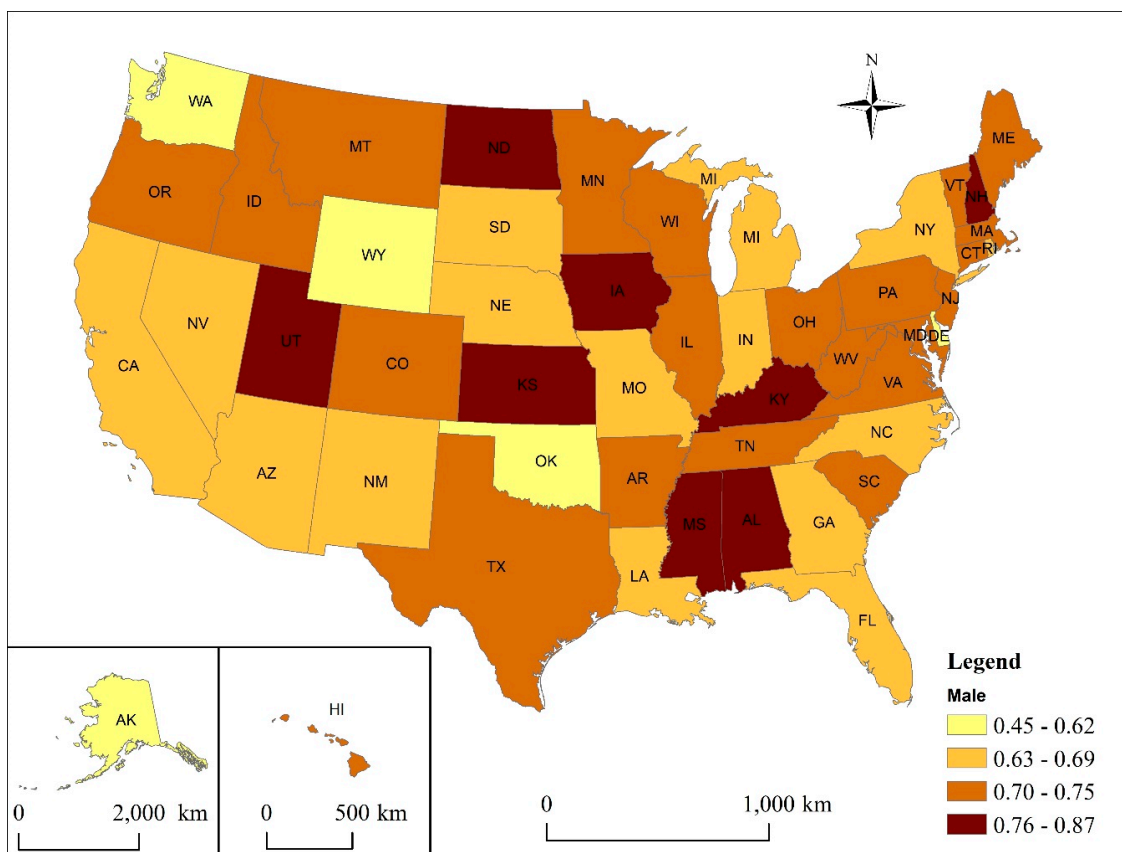 N
WA
MT
ND
ME
OR
ID
MN
VT
NH
MI
WI
SD
MI
NY
MA
WY
CT
RI
IA
NE
PA
NJ
OH
IN
IL
NV
UT
MD
DE
CO
WV
CA
KS
MO
VA
KY
NC
TN
OK
AZ
NM
AR
SC
MS
AL
GA
TX
LA
FL
AK
0
2,000 km
HI
0
500 km
0
1,000 km
Legend
Male
0.45 - 0.62
0.63 - 0.69
0.70 - 0.75
0.76 - 0.87